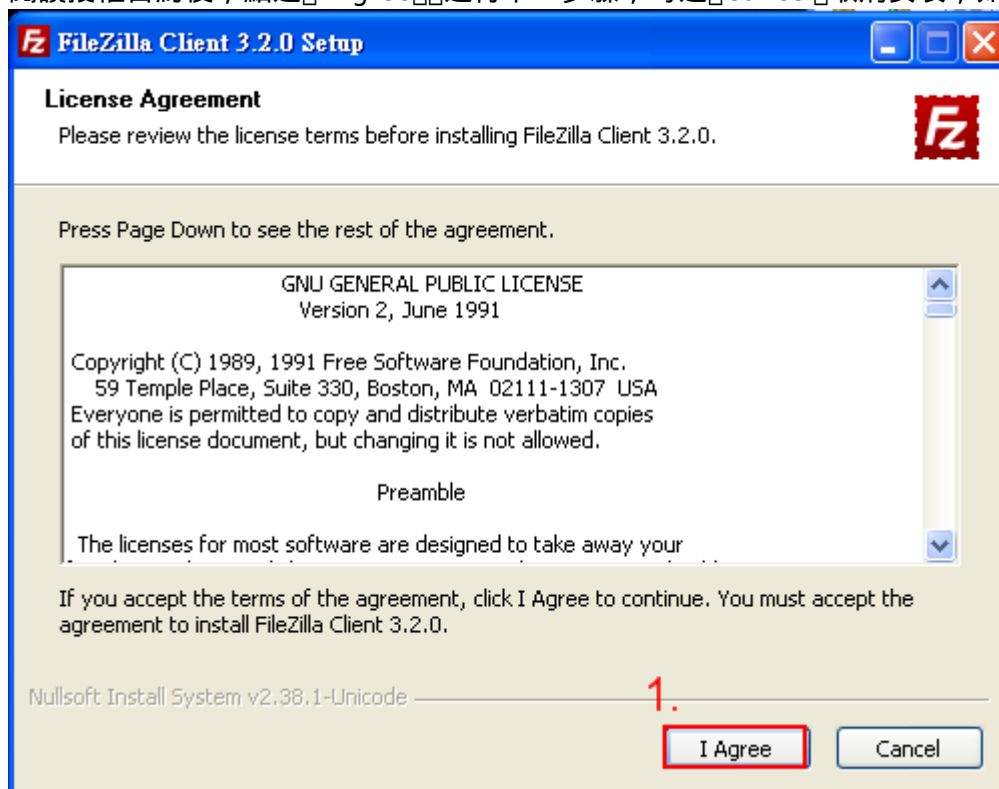 FileZilla Client 3.2.0 Setup
License Agreement
Please review the license terms before installing FileZilla Client 3.2.0.
Fz
Press Page Down to see the rest of the agreement.
GNU GENERAL PUBLIC LICENSE
Version 2, June 1991
Copyright (C) 1989, 1991 Free Software Foundation, Inc.
59 Temple Place, Suite 330, Boston, MA 02111-1307 USA
Everyone is permitted to copy and distribute verbatim copies
of this license document, but changing it is not allowed.
Preamble
The licenses for most software are designed to take away your
If you accept the terms of the agreement, click I Agree to continue. You must accept the
agreement to install FileZilla Client 3.2.0.
Nullsoft Install System v2.38.1-Unicode
1.
I Agree
Cancel